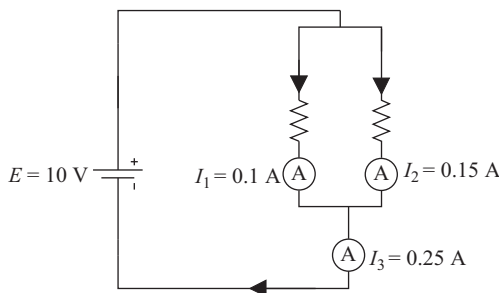 E = 10 V
+
-
I₁ = 0.1 A
A
A
I₂ = 0.15 A
A
I₃ = 0.25 A